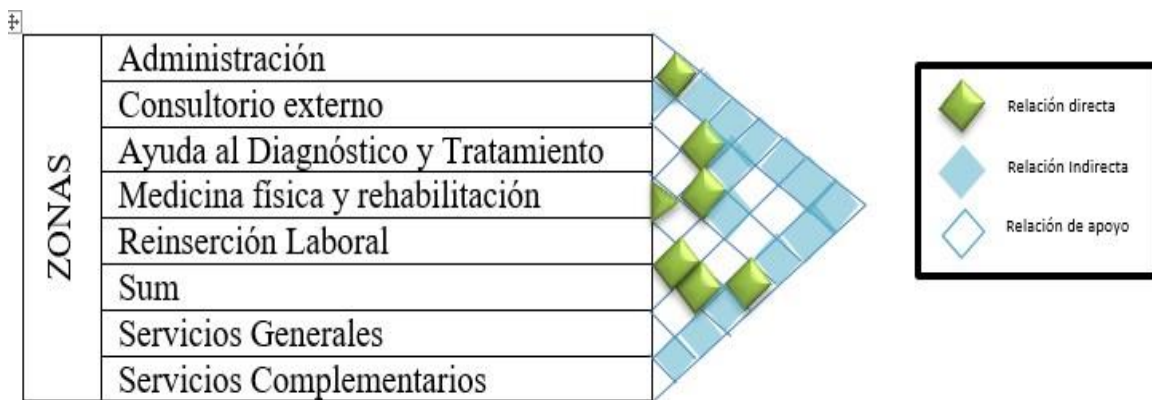 ZONAS
Administración
Consultorio externo
Ayuda al Diagnóstico y Tratamiento
Medicina física y rehabilitación
Reinserción Laboral
Sum
Servicios Generales
Servicios Complementarios
Relación directa
Relación Indirecta
Relación de apoyo